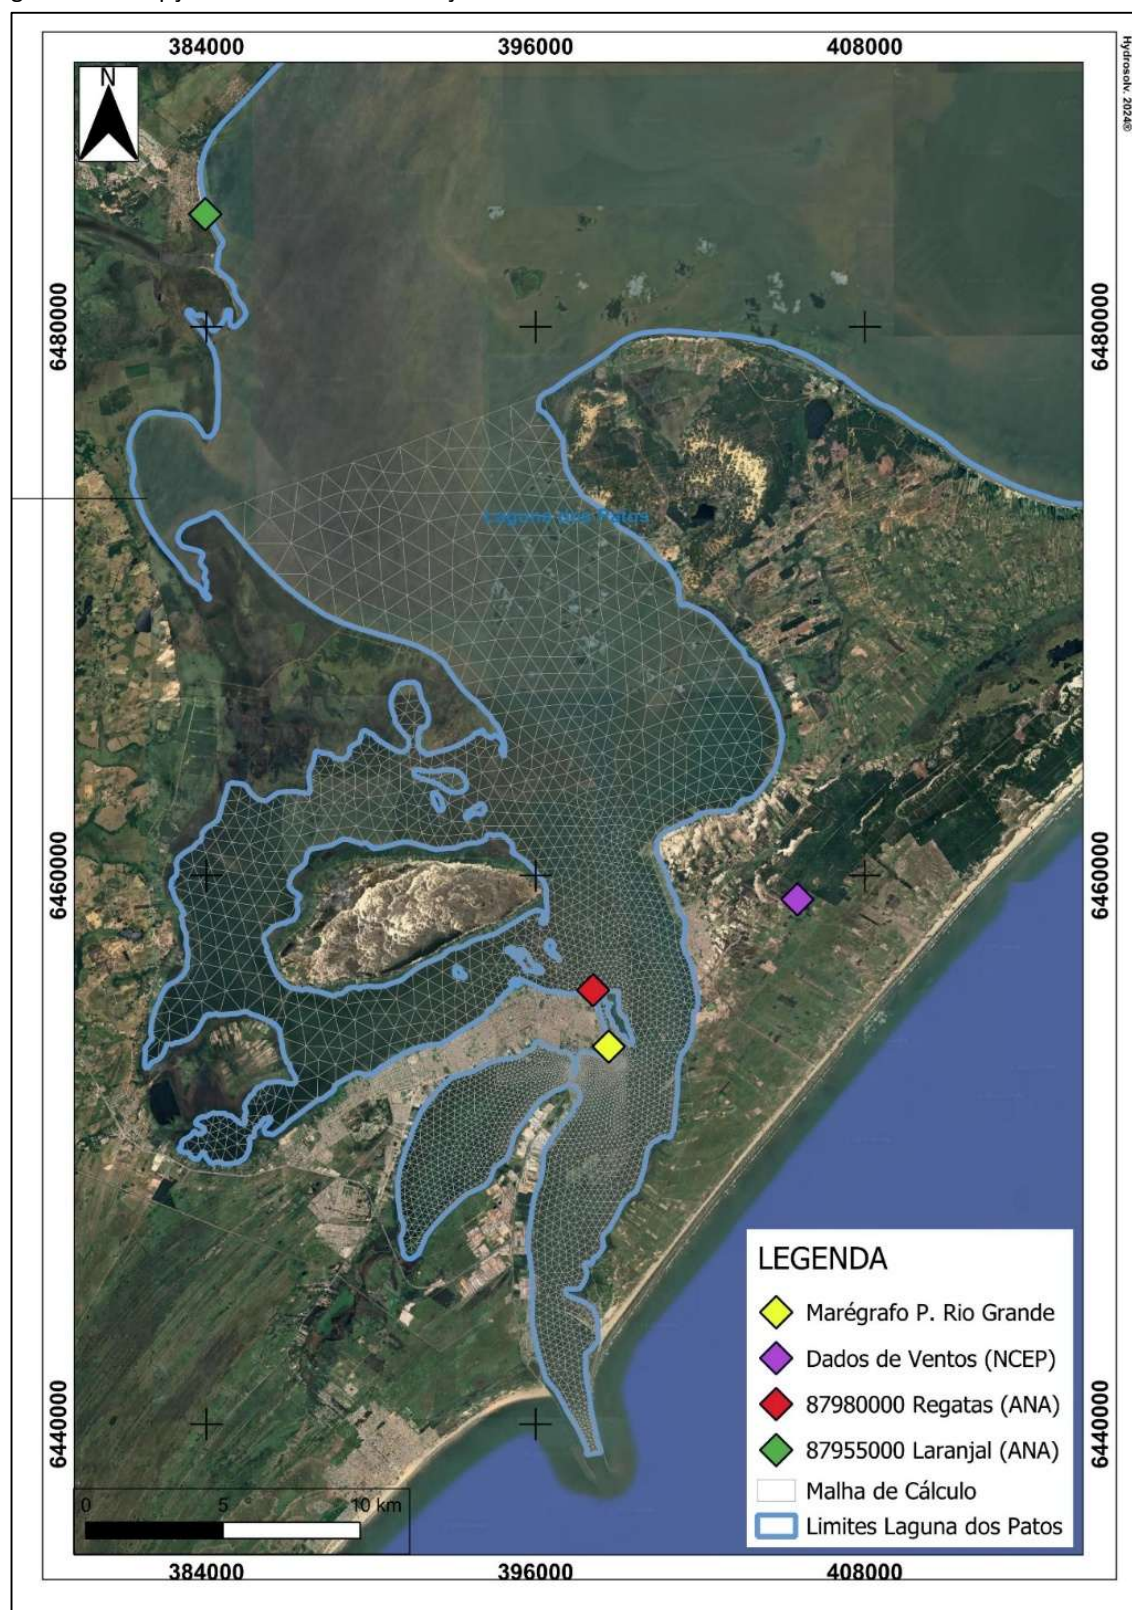 384000 396000 408000
Hydrosolv. 2024®
N
6480000 6480000
Laguna dos Patos
6460000 6460000
LEGENDA
Marégrafo P. Rio Grande
Dados de Ventos (NCEP)
87980000 Regatas (ANA)
87955000 Laranjal (ANA)
Malha de Cálculo
Limites Laguna dos Patos
6440000 6440000
0 5 10 km
384000 396000 408000